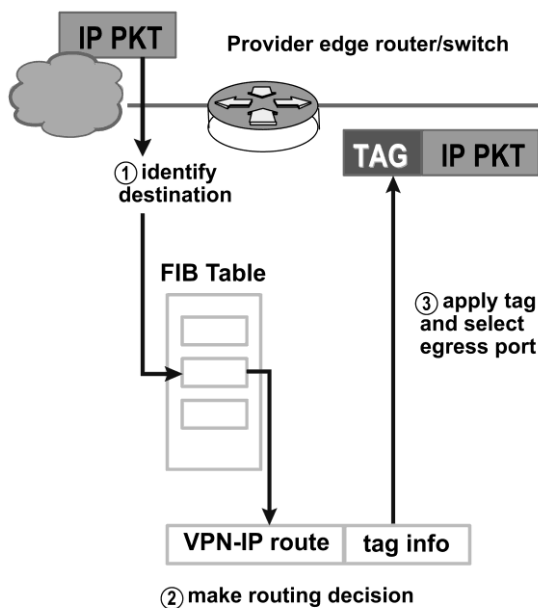 IP PKT
Provider edge router/switch
TAG IP PKT
① identify
destination
FIB Table
③ apply tag
and select
egress port
VPN-IP route tag info
② make routing decision